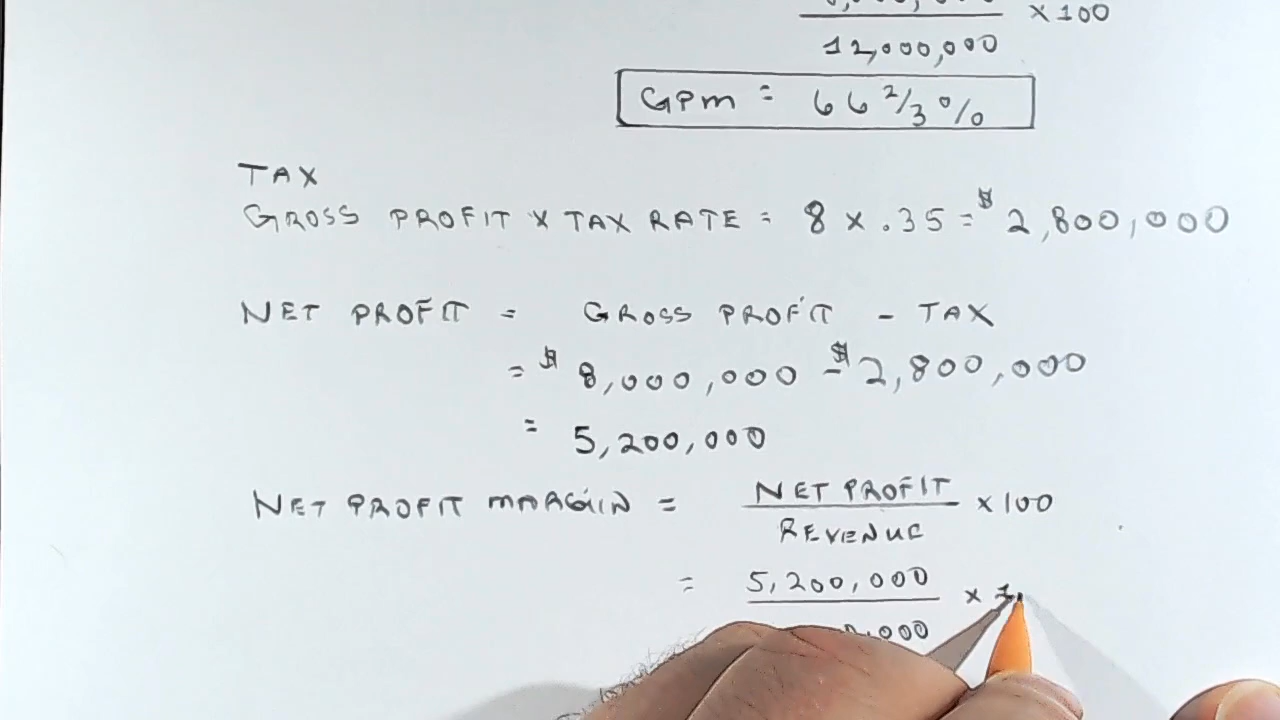 × 100
12,000,000
GPM = 66 2/3 %
TAX
GROSS PROFIT × TAX RATE = 8 × .35 = $ 2,800,000
NET PROFIT = GROSS PROFIT - TAX
= $ 8,000,000 - $ 2,800,000
= 5,200,000
NET PROFIT MARGIN = NET PROFIT × 100
REVENUE
= 5,200,000 ×
,000